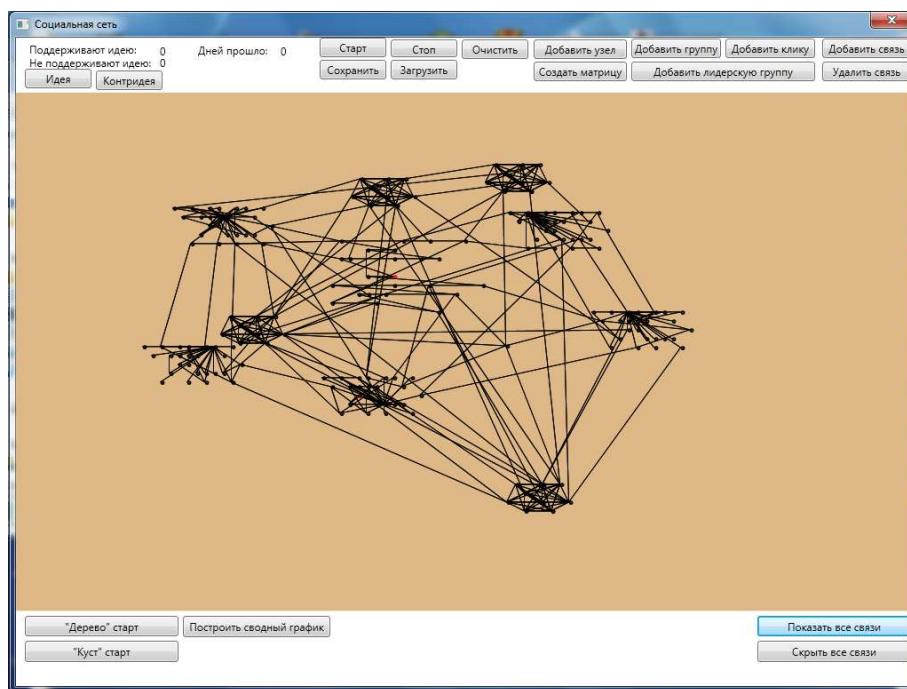 Социальная сеть
Поддерживают идею: 0
Не поддерживают идею: 0
Дней прошло: 0
Идея
Контридея
Старт
Стоп
Очистить
Добавить узел
Добавить группу
Добавить клику
Добавить связь
Сохранить
Загрузить
Создать матрицу
Добавить лидерскую группу
Удалить связь
"Дерево" старт
Построить сводный график
Показать все связи
"Куст" старт
Скрыть все связи